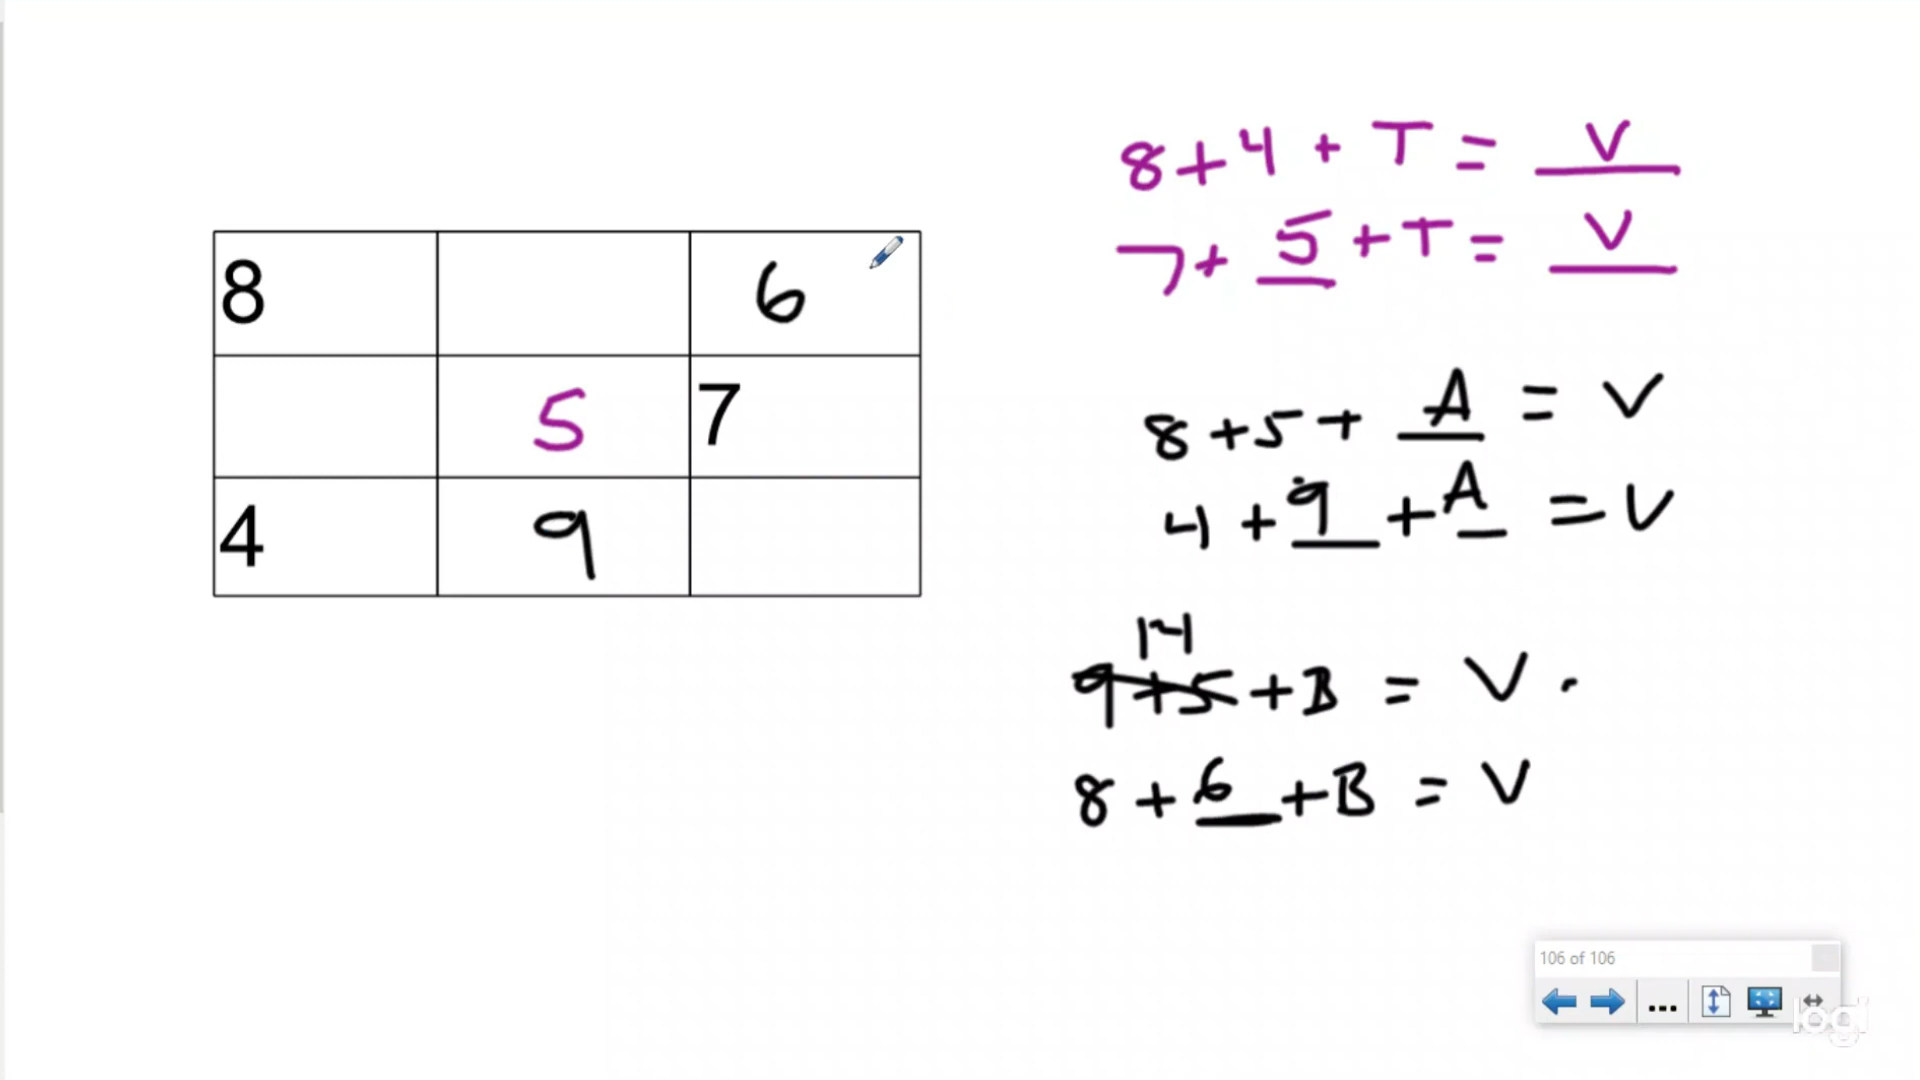 8 6
5 7
4 9
8 + 4 + T = V
7 + 5 + T = V
8 + 5 + A = V
4 + 9 + A = V
14
9 + 5 + B = V
8 + 6 + B = V
106 of 106
...
logi